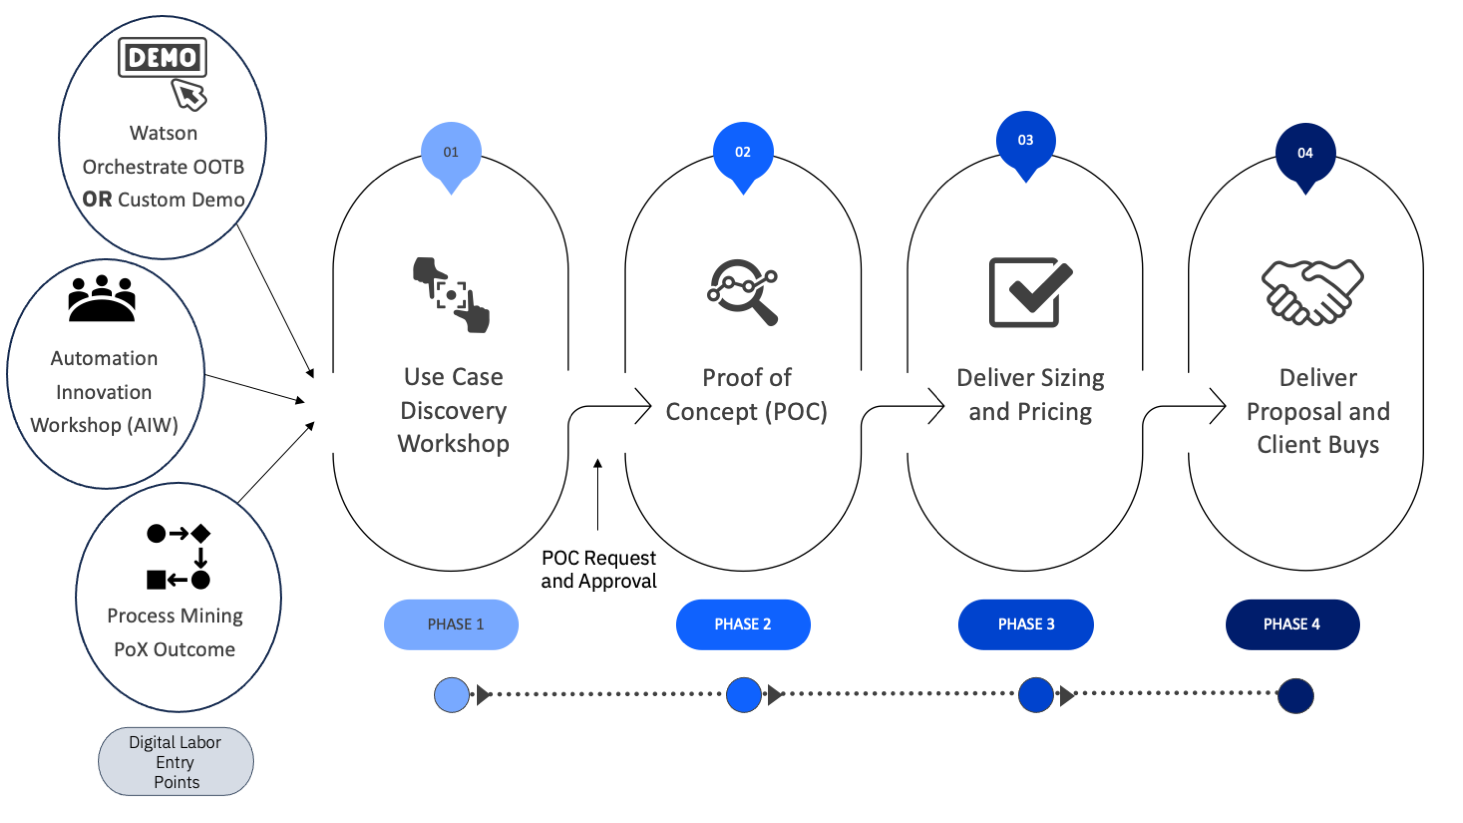 DEMO
Watson
Orchestrate OOTB
OR Custom Demo
Automation
Innovation
Workshop (AIW)
Process Mining
PoX Outcome
Digital Labor
Entry
Points
01
Use Case
Discovery
Workshop
POC Request
and Approval
02
Proof of
Concept (POC)
03
Deliver Sizing
and Pricing
04
Deliver
Proposal and
Client Buys
PHASE 1
PHASE 2
PHASE 3
PHASE 4